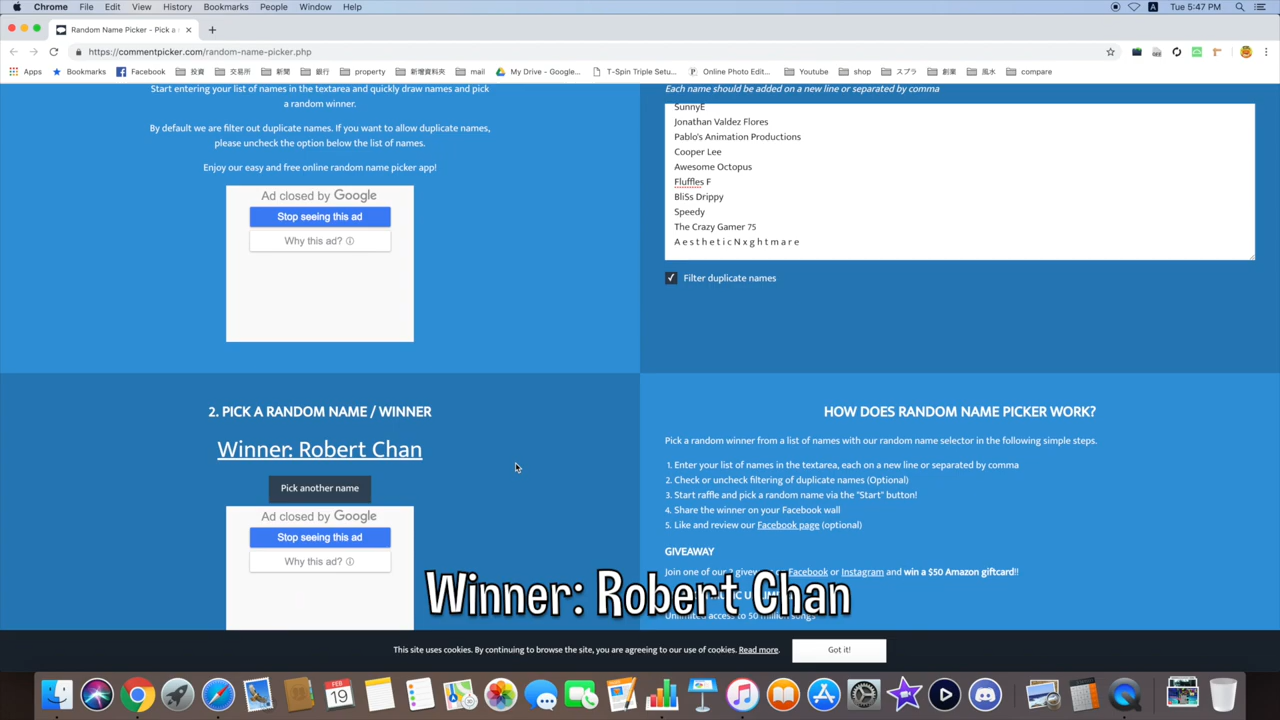 Chrome File Edit View History Bookmarks People Window Help A Tue 5:47 PM
Random Name Picker - Pick a
https://commentpicker.com/random-name-picker.php
Apps Bookmarks Facebook 投資 交易所 新聞 銀行 property 新增資料夾 mail My Drive - Google... T-Spin Triple Setu... Online Photo Edit... Youtube shop スプラ 創業 風水 compare
Start entering your list of names in the textarea and quickly draw names and pick
a random winner.
By default we are filter out duplicate names. If you want to allow duplicate names,
please uncheck the option below the list of names.
Enjoy our easy and free online random name picker app!
Ad closed by Google
Stop seeing this ad
Why this ad?
Each name should be added on a new line or separated by comma
SunnyE
Jonathan Valdez Flores
Pablo's Animation Productions
Cooper Lee
Awesome Octopus
Fluffles F
BliSs Drippy
Speedy
The Crazy Gamer 75
A e s t h e t i c N x g h t m a r e
Filter duplicate names
2. PICK A RANDOM NAME / WINNER
Winner: Robert Chan
Pick another name
Ad closed by Google
Stop seeing this ad
Why this ad?
HOW DOES RANDOM NAME PICKER WORK?
Pick a random winner from a list of names with our random name selector in the following simple steps.
1. Enter your list of names in the textarea, each on a new line or separated by comma
2. Check or uncheck filtering of duplicate names (Optional)
3. Start raffle and pick a random name via the "Start" button!
4. Share the winner on your Facebook wall
5. Like and review our Facebook page (optional)
GIVEAWAY
Join one of our 2 giveaways on Facebook or Instagram and win a $50 Amazon giftcard!!
Unlimited access to 50 million songs
Winner: Robert Chan
This site uses cookies. By continuing to browse the site, you are agreeing to our use of cookies. Read more.
Got it!
FEB
19